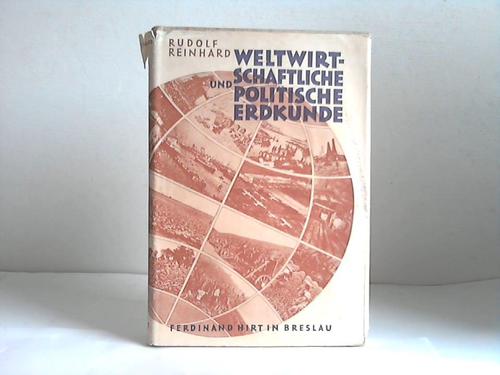 RUDOLF
REINHARD
WELTWIRT-
SCHAFTLICHE
UND POLITISCHE
ERDKUNDE
FERDINAND HIRT IN BRESLAU